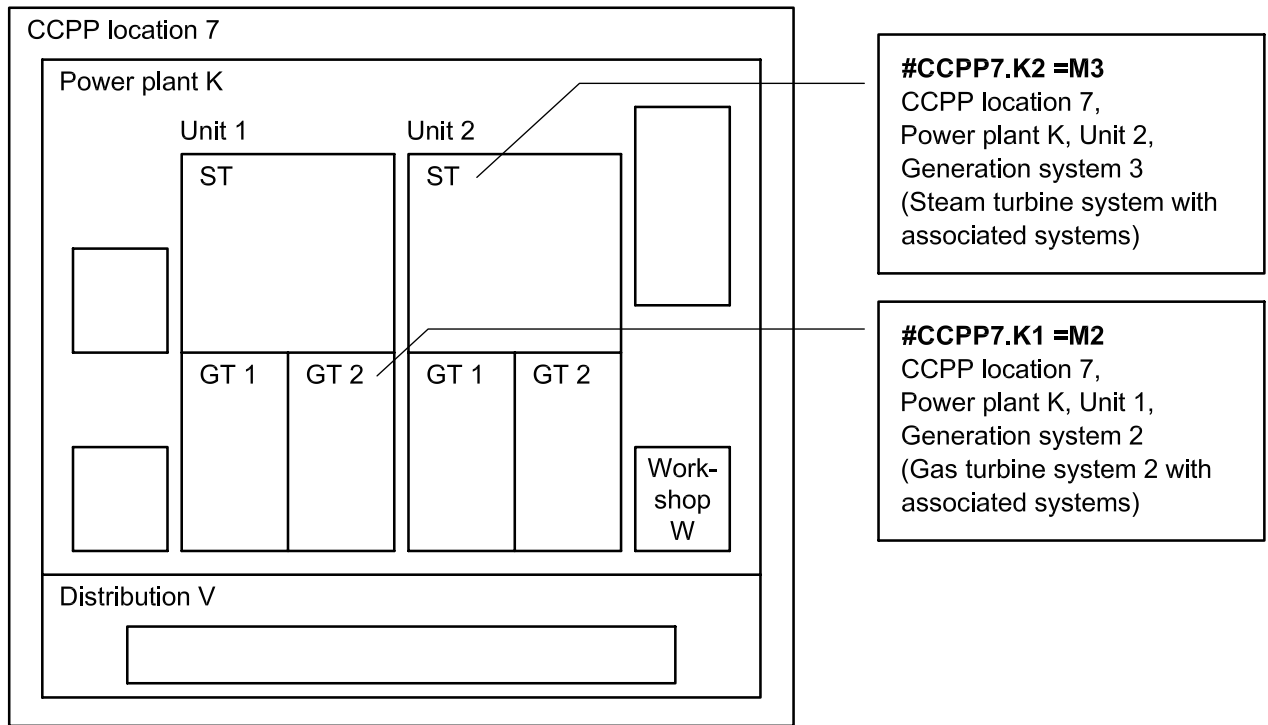 CCPP location 7
Power plant K
Unit 1
Unit 2
ST
ST
GT 1
GT 2
GT 1
GT 2
Work-
shop
W
Distribution V
#CCPP7.K2 =M3
CCPP location 7,
Power plant K, Unit 2,
Generation system 3
(Steam turbine system with
associated systems)
#CCPP7.K1 =M2
CCPP location 7,
Power plant K, Unit 1,
Generation system 2
(Gas turbine system 2 with
associated systems)